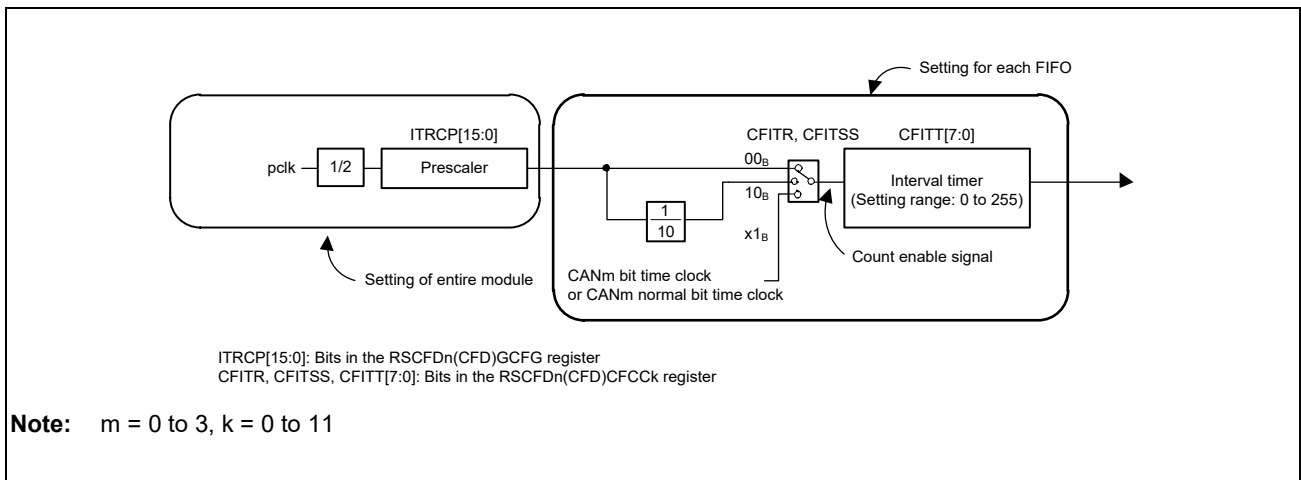 Setting for each FIFO
ITRCP[15:0]
CFITR, CFITSS
CFITT[7:0]
pclk
1/2
Prescaler
00B
10B
x1B
1
10
Interval timer
(Setting range: 0 to 255)
Count enable signal
Setting of entire module
CANm bit time clock
or CANm normal bit time clock
ITRCP[15:0]: Bits in the RSCFDn(CFD)GCFG register
CFITR, CFITSS, CFITT[7:0]: Bits in the RSCFDn(CFD)CFCCk register
Note: m = 0 to 3, k = 0 to 11